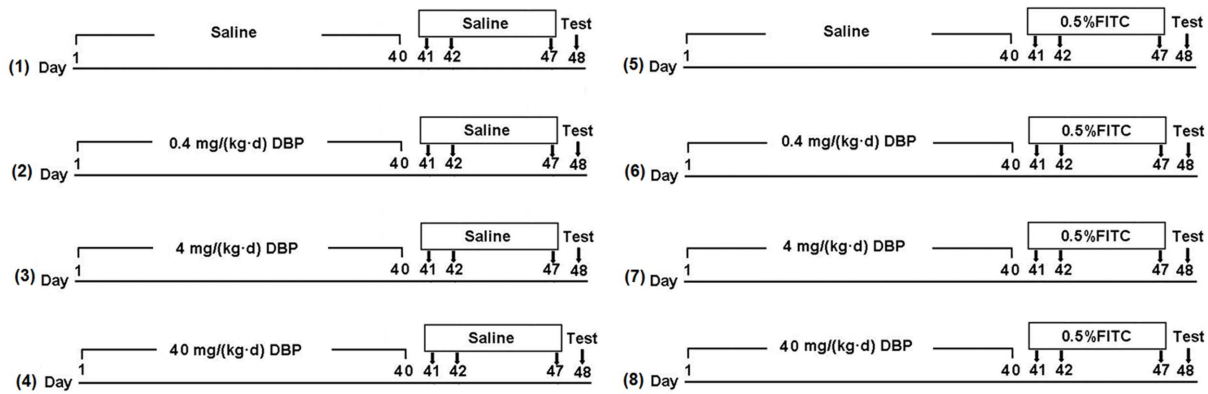 Saline Saline Test
1 40 41 42 47 48
(1) Day
0.4 mg/(kg·d) DBP Saline Test
1 40 41 42 47 48
(2) Day
4 mg/(kg·d) DBP Saline Test
1 40 41 42 47 48
(3) Day
40 mg/(kg·d) DBP Saline Test
1 40 41 42 47 48
(4) Day
Saline 0.5%FITC Test
1 40 41 42 47 48
(5) Day
0.4 mg/(kg·d) DBP 0.5%FITC Test
1 40 41 42 47 48
(6) Day
4 mg/(kg·d) DBP 0.5%FITC Test
1 40 41 42 47 48
(7) Day
40 mg/(kg·d) DBP 0.5%FITC Test
1 40 41 42 47 48
(8) Day